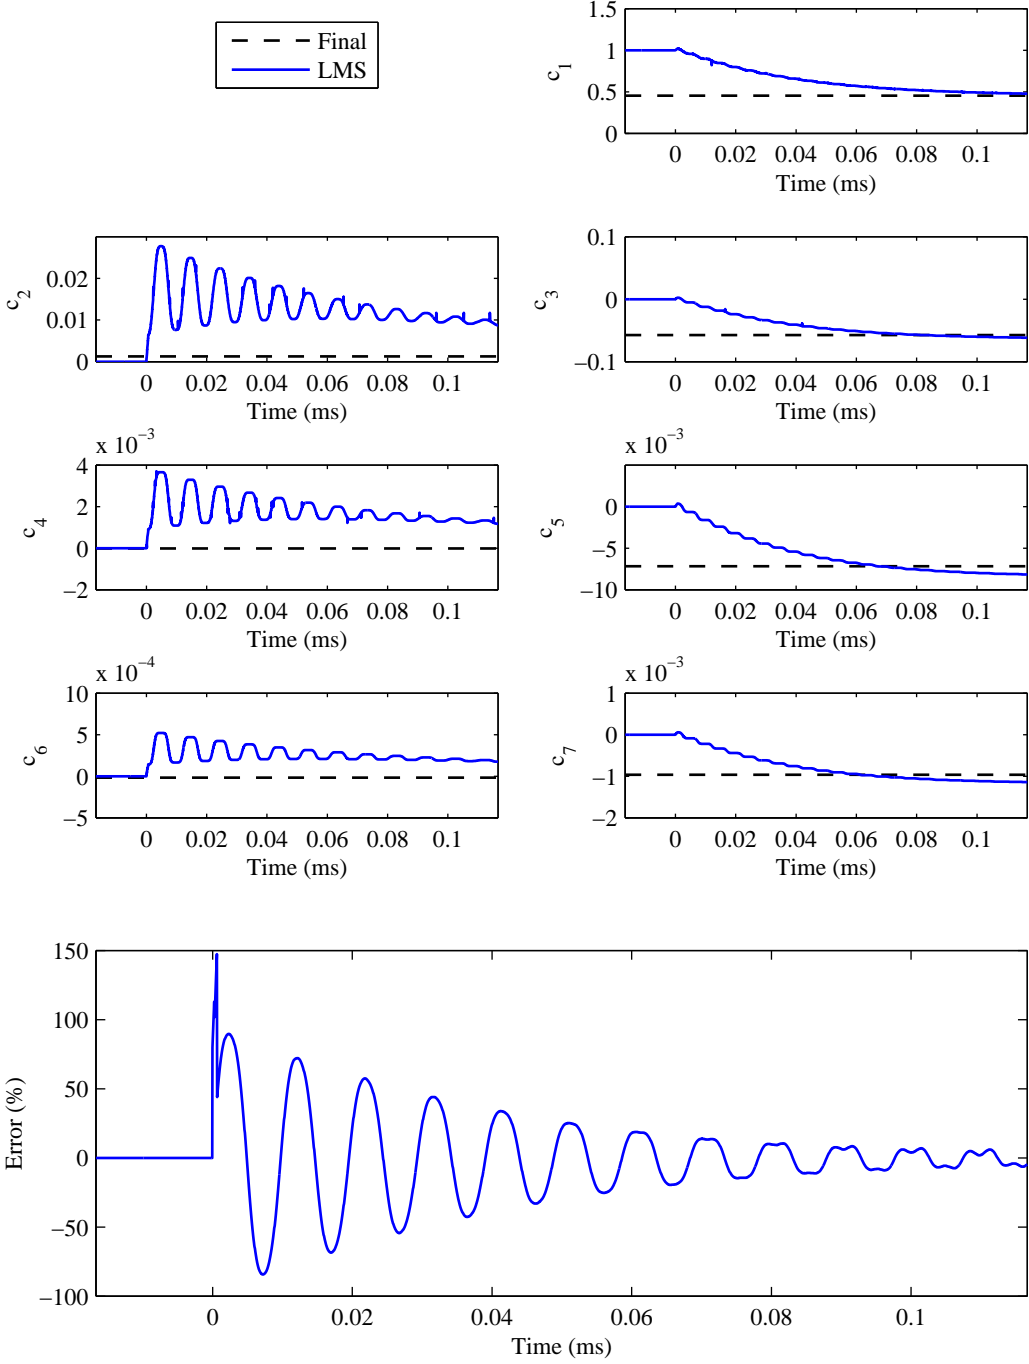 Final
LMS
1.5
1
0.5
0
c1
0 0.02 0.04 0.06 0.08 0.1
Time (ms)
0.02
0.01
0
c2
0 0.02 0.04 0.06 0.08 0.1
Time (ms)
0.1
0
−0.1
c3
0 0.02 0.04 0.06 0.08 0.1
Time (ms)
x 10−3
4
2
0
−2
c4
0 0.02 0.04 0.06 0.08 0.1
Time (ms)
x 10−3
0
−5
−10
c5
0 0.02 0.04 0.06 0.08 0.1
Time (ms)
x 10−4
10
5
0
−5
c6
0 0.02 0.04 0.06 0.08 0.1
Time (ms)
x 10−3
1
0
−1
−2
c7
0 0.02 0.04 0.06 0.08 0.1
Time (ms)
150
100
50
0
−50
−100
Error (%)
0 0.02 0.04 0.06 0.08 0.1
Time (ms)